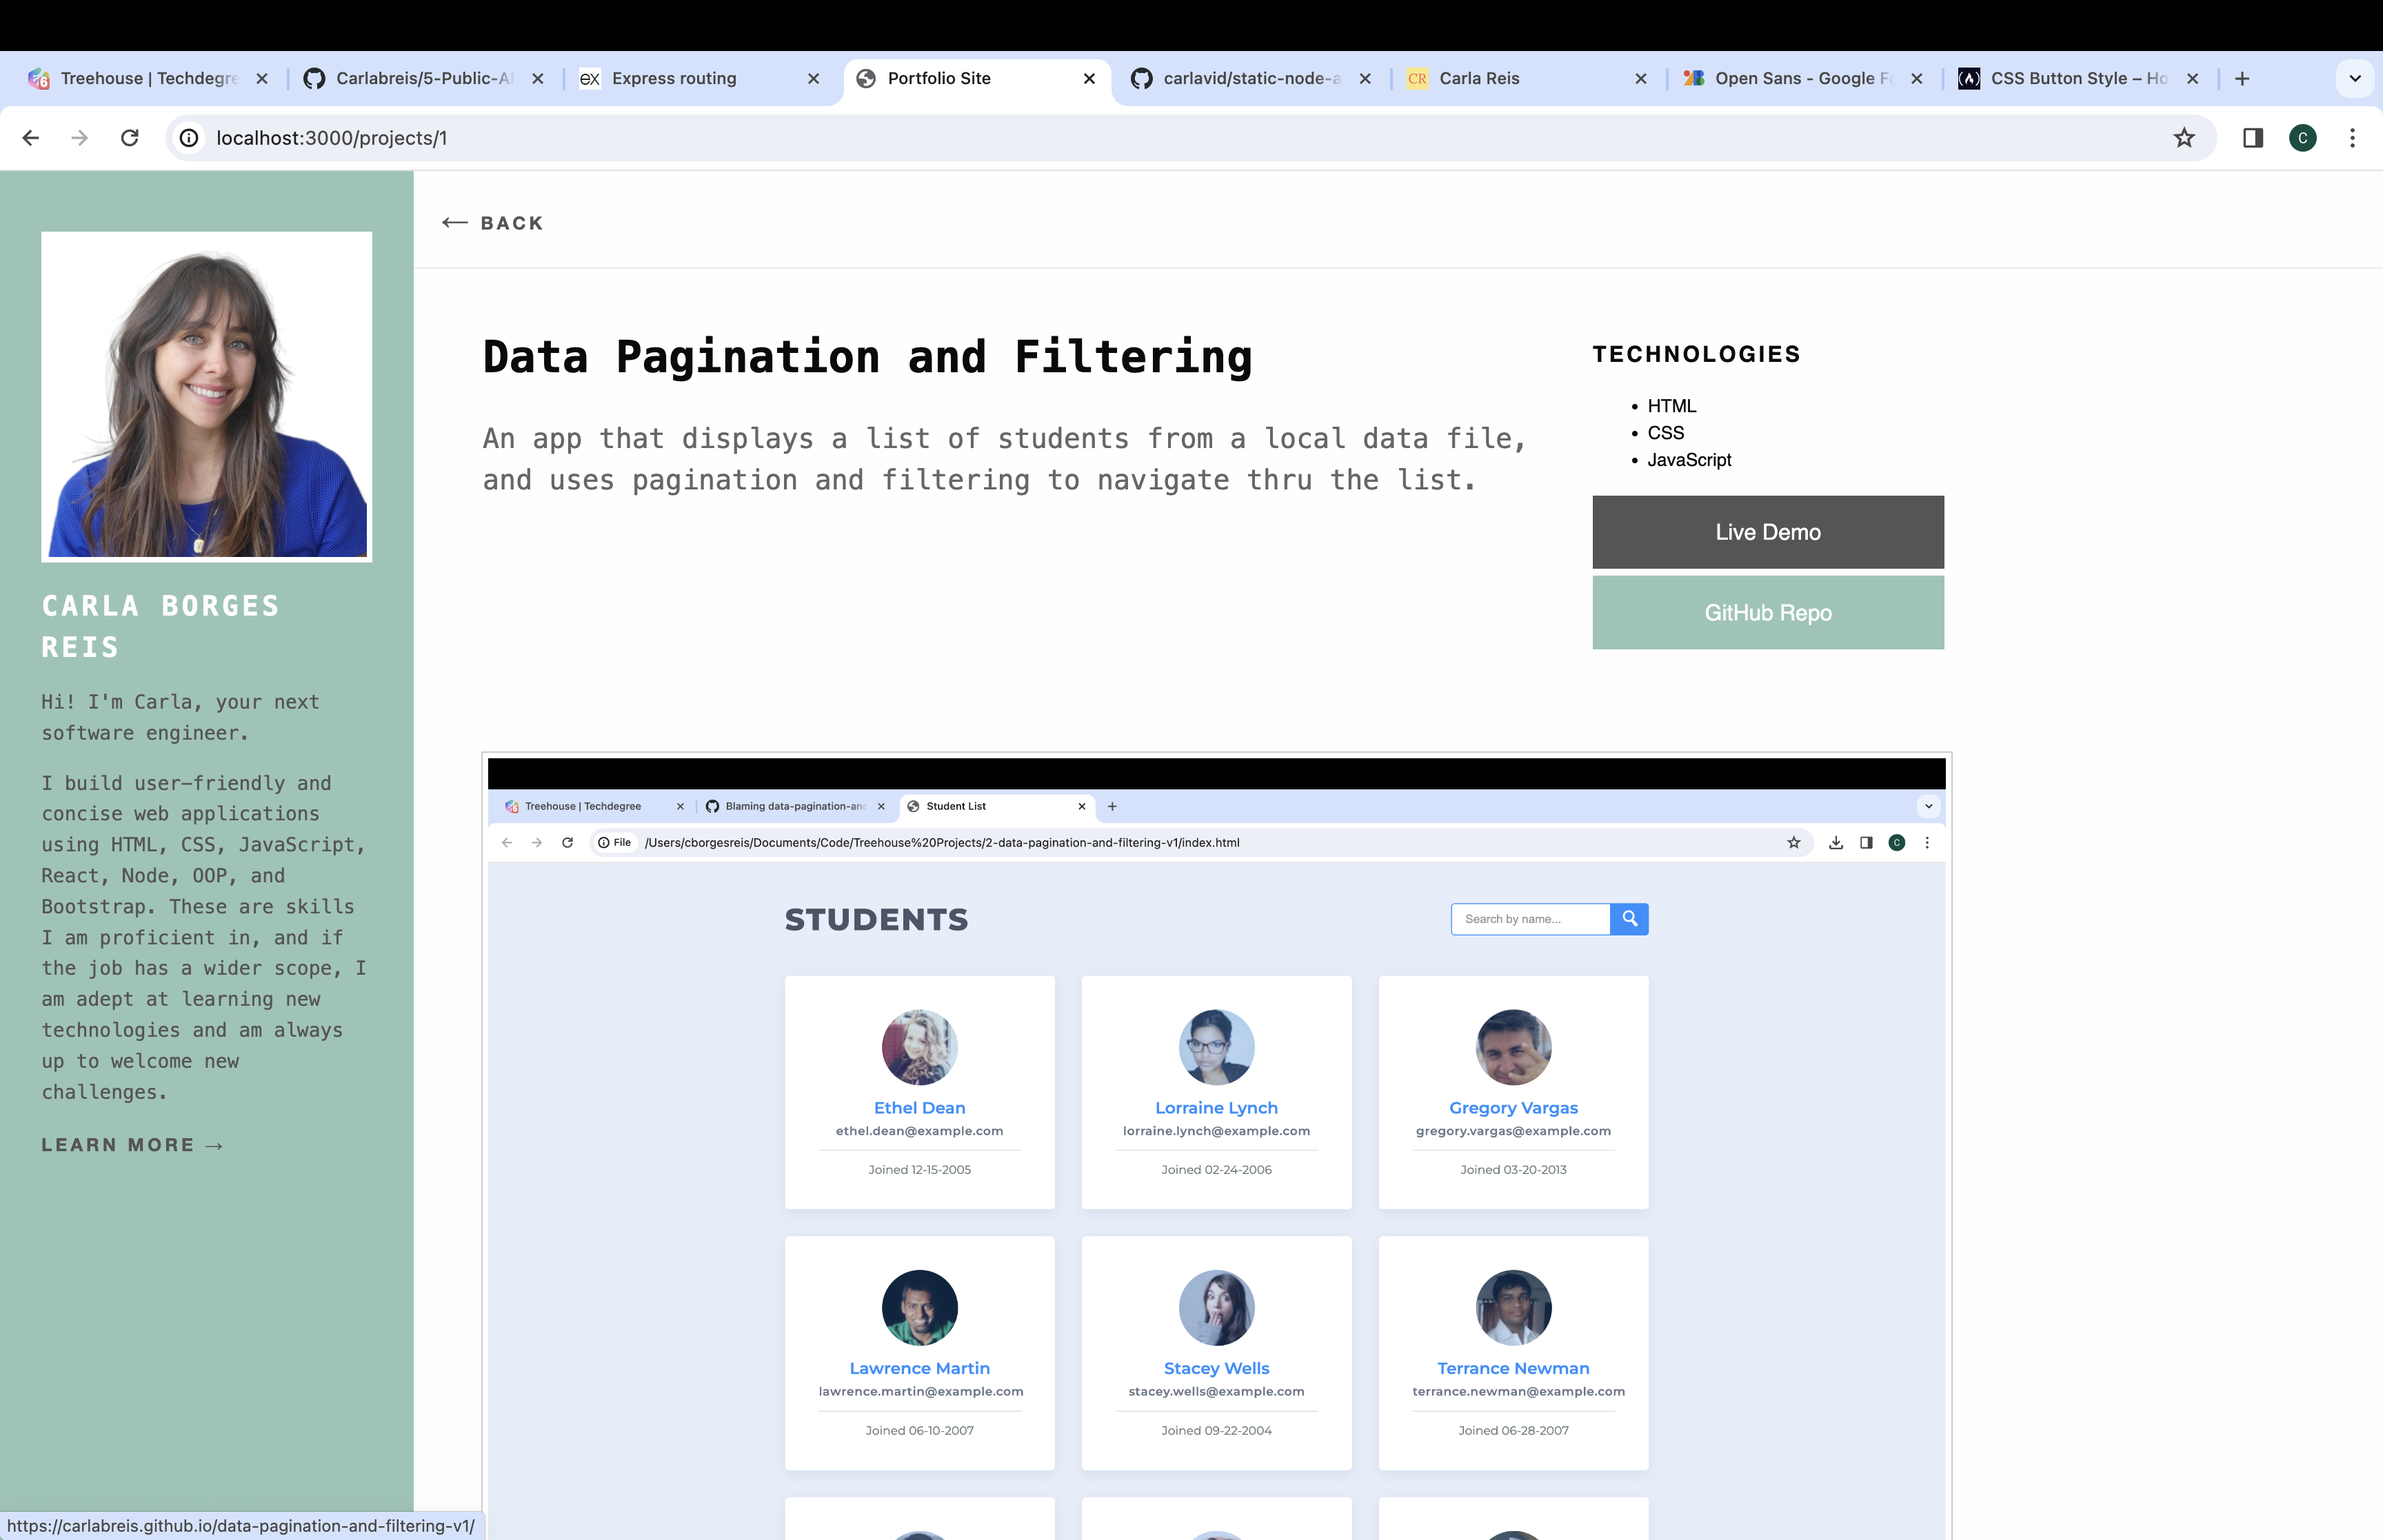 Treehouse | Techdegre
Carlabreis/5-Public-A
Express routing
Portfolio Site
carlavid/static-node-a
CR Carla Reis
Open Sans - Google Fo
CSS Button Style – Ho
localhost:3000/projects/1
C
← BACK
CARLA BORGES
REIS
Hi! I'm Carla, your next
software engineer.
I build user-friendly and
concise web applications
using HTML, CSS, JavaScript,
React, Node, OOP, and
Bootstrap. These are skills
I am proficient in, and if
the job has a wider scope, I
am adept at learning new
technologies and am always
up to welcome new
challenges.
LEARN MORE →
Data Pagination and Filtering
An app that displays a list of students from a local data file,
and uses pagination and filtering to navigate thru the list.
TECHNOLOGIES
• HTML
• CSS
• JavaScript
Live Demo
GitHub Repo
Treehouse | Techdegree
Blaming data-pagination-an
Student List
File /Users/cborgesreis/Documents/Code/Treehouse%20Projects/2-data-pagination-and-filtering-v1/index.html
C
STUDENTS
Search by name...
Ethel Dean
ethel.dean@example.com
Joined 12-15-2005
Lorraine Lynch
lorraine.lynch@example.com
Joined 02-24-2006
Gregory Vargas
gregory.vargas@example.com
Joined 03-20-2013
Lawrence Martin
lawrence.martin@example.com
Joined 06-10-2007
Stacey Wells
stacey.wells@example.com
Joined 09-22-2004
Terrance Newman
terrance.newman@example.com
Joined 06-28-2007
https://carlabreis.github.io/data-pagination-and-filtering-v1/